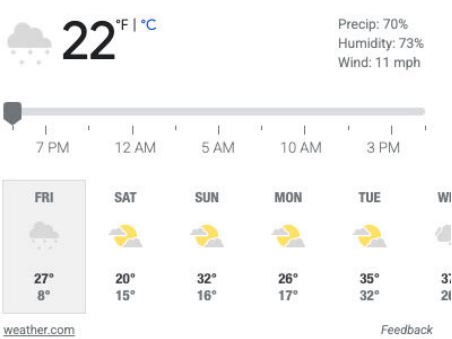 22 °F | °C
Precip: 70%
Humidity: 73%
Wind: 11 mph
7 PM 12 AM 5 AM 10 AM 3 PM
FRI SAT SUN MON TUE
27° 20° 32° 26° 35°
8° 15° 16° 17° 32°
weather.com Feedback